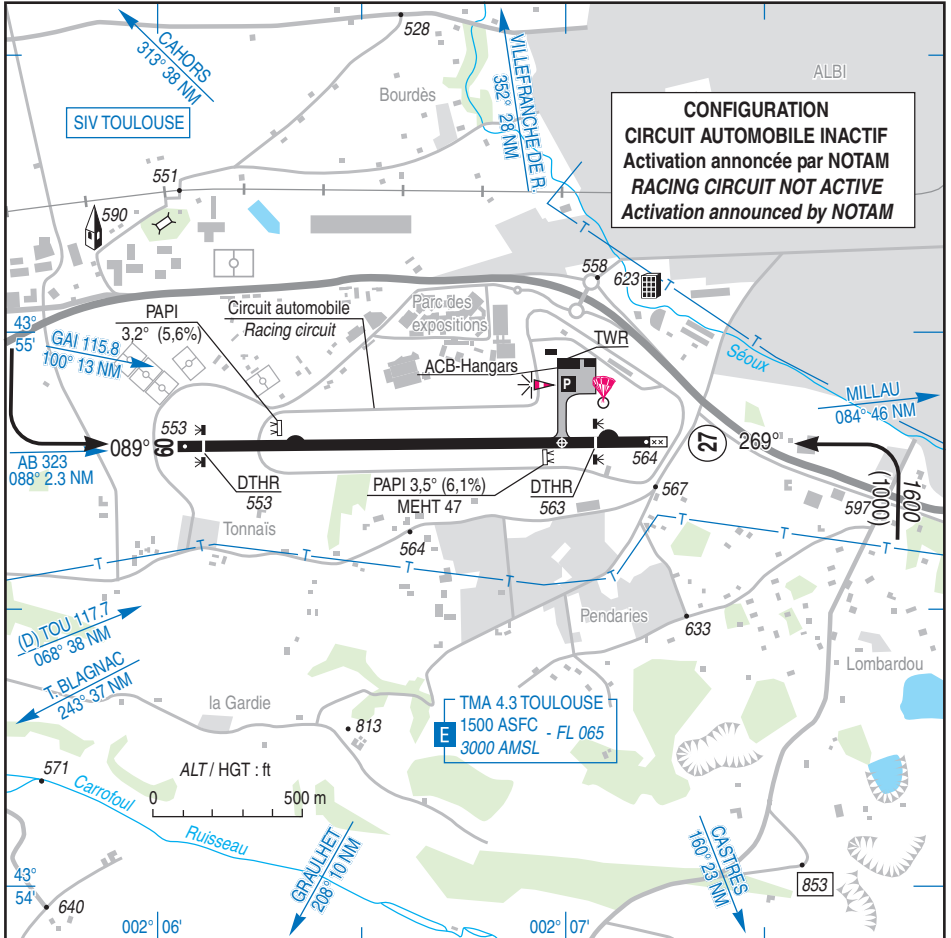 528
CAHORS
313° 38 NM
VILLEFRANCHE DE R.
352° 28 NM
ALBI
Bourdès
SIV TOULOUSE
CONFIGURATION
CIRCUIT AUTOMOBILE INACTIF
Activation annoncée par NOTAM
RACING CIRCUIT NOT ACTIVE
Activation announced by NOTAM
551
590
T
T
T
558
623
Séoux
43°
55'
PAPI
3,2° (5,6%)
Circuit automobile
Racing circuit
Parc des
expositions
TWR
ACB-Hangars
P
GAI 115.8
100° 13 NM
MILLAU
084° 46 NM
553
089°
09
564
27
269°
AB 323
088° 2.3 NM
DTHR
553
PAPI 3,5° (6,1%)
MEHT 47
DTHR
563
567
597
1600
(1000)
Tonnaïs
564
T
T
T
T
T
T
T
T
T
Pendaries
633
(D) TOU 117.7
068° 38 NM
T. BLAGNAC
243° 37 NM
Lombardou
la Gardie
813
E
TMA 4.3 TOULOUSE
1500 ASFC
3000 AMSL
- FL 065
571
Carrofoul
Ruisseau
ALT / HGT : ft
0 500 m
GRAULHET
208° 10 NM
CASTRES
160° 23 NM
853
43°
54'
640
002° 06'
002° 07'